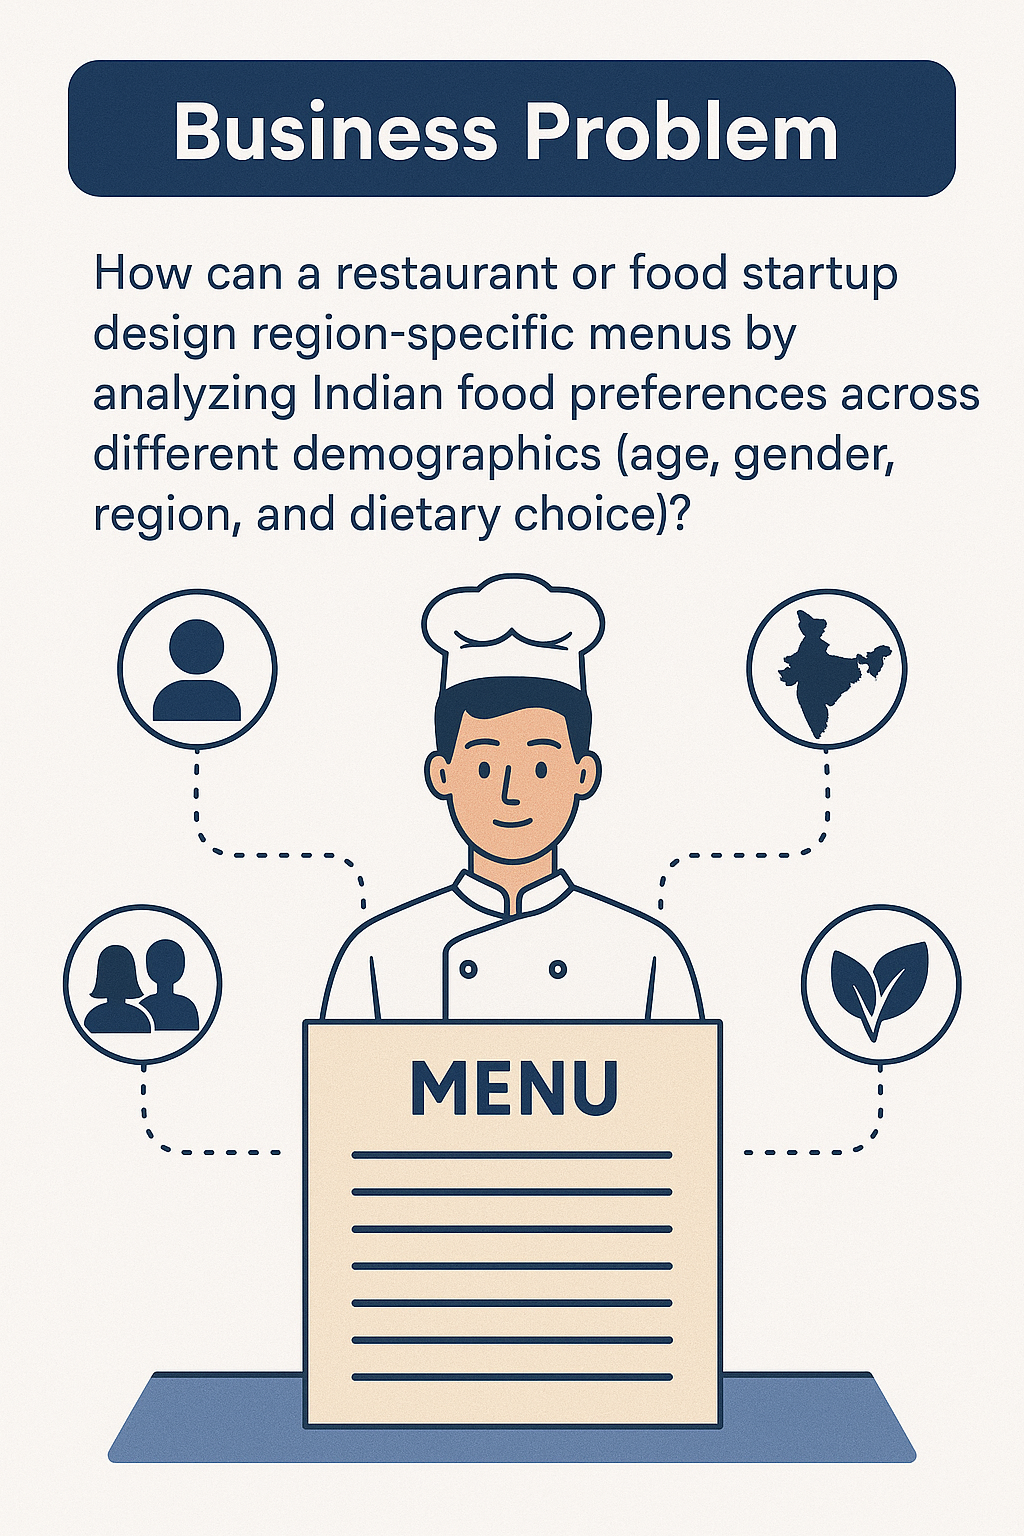 Business Problem
How can a restaurant or food startup
design region-specific menus by
analyzing Indian food preferences across
different demographics (age, gender,
region, and dietary choice)?
MENU